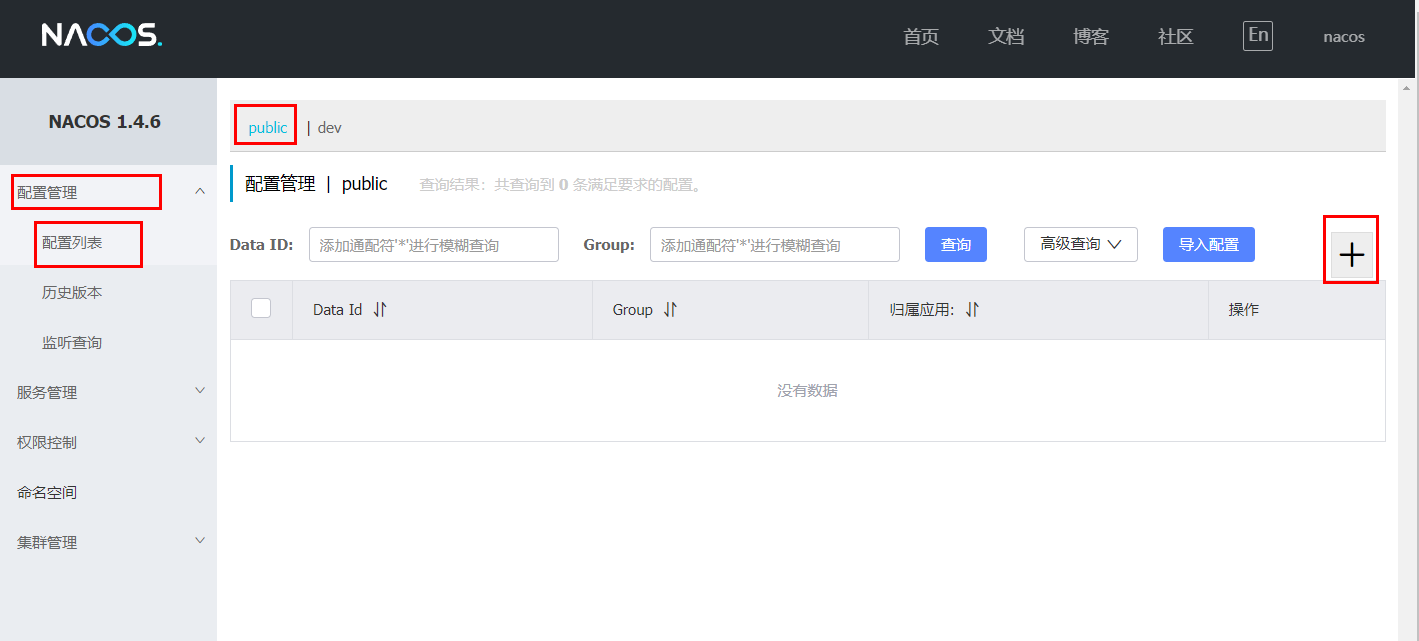 NACOS.
首页 文档 博客 社区 En nacos
NACOS 1.4.6
配置管理
配置列表
历史版本
监听查询
服务管理
权限控制
命名空间
集群管理
public | dev
配置管理 | public 查询结果：共查询到 0 条满足要求的配置。
Data ID: 添加通配符'*'进行模糊查询 Group: 添加通配符'*'进行模糊查询 查询 高级查询 导入配置
Data Id Group 归属应用: 操作
没有数据